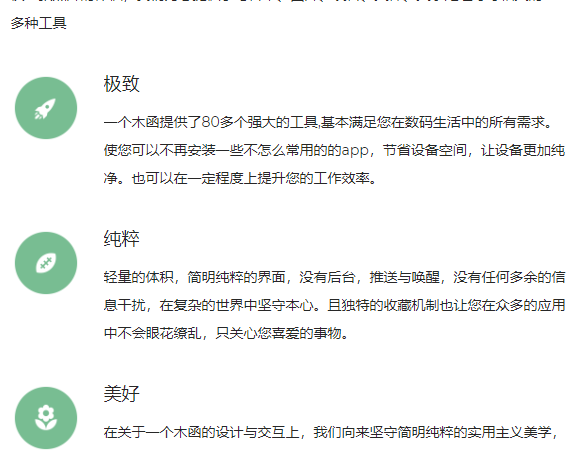 多种工具
极致
一个木函提供了80多个强大的工具,基本满足您在数码生活中的所有需求。
使您可以不再安装一些不怎么常用的的app，节省设备空间，让设备更加纯
净。也可以在一定程度上提升您的工作效率。
纯粹
轻量的体积，简明纯粹的界面，没有后台，推送与唤醒，没有任何多余的信
息干扰，在复杂的世界中坚守本心。且独特的收藏机制也让您在众多的应用
中不会眼花缭乱，只关心您喜爱的事物。
美好
在关于一个木函的设计与交互上，我们向来坚守简明纯粹的实用主义美学，